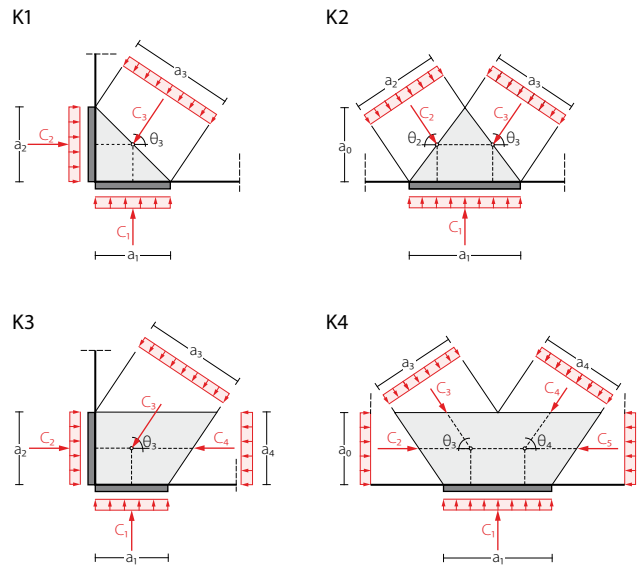 K1
a₃
C₃
θ₃
C₂
a₂
C₁
a₁
K2
a₂
a₃
C₂
C₃
θ₂
θ₃
a₀
C₁
a₁
K3
a₃
C₃
θ₃
C₂
C₄
a₂
a₄
C₁
a₁
K4
a₃
a₄
C₃
C₄
θ₃
θ₄
C₂
C₅
a₀
C₁
a₁